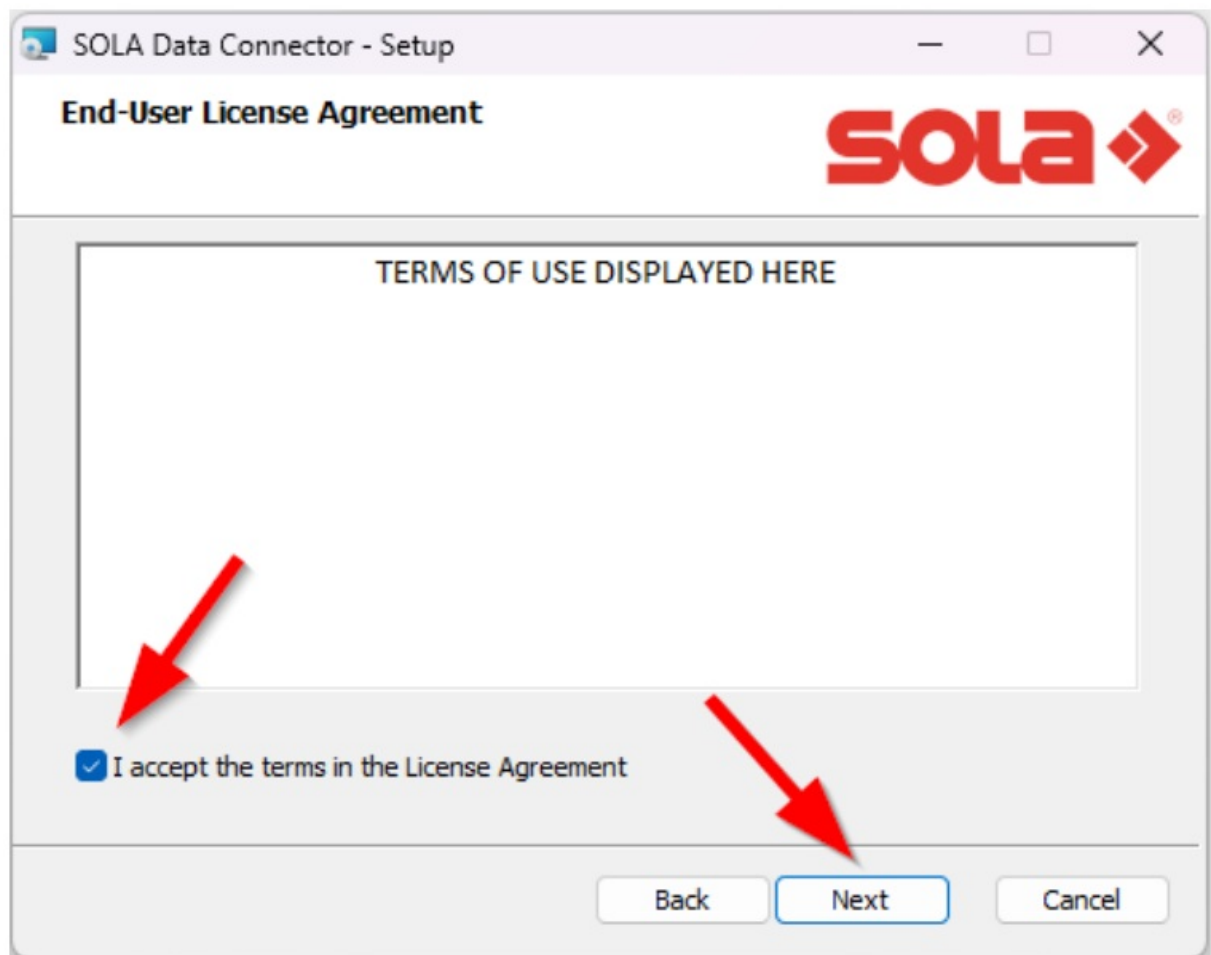 SOLA Data Connector - Setup
End-User License Agreement
sola
®
TERMS OF USE DISPLAYED HERE
I accept the terms in the License Agreement
Back
Next
Cancel